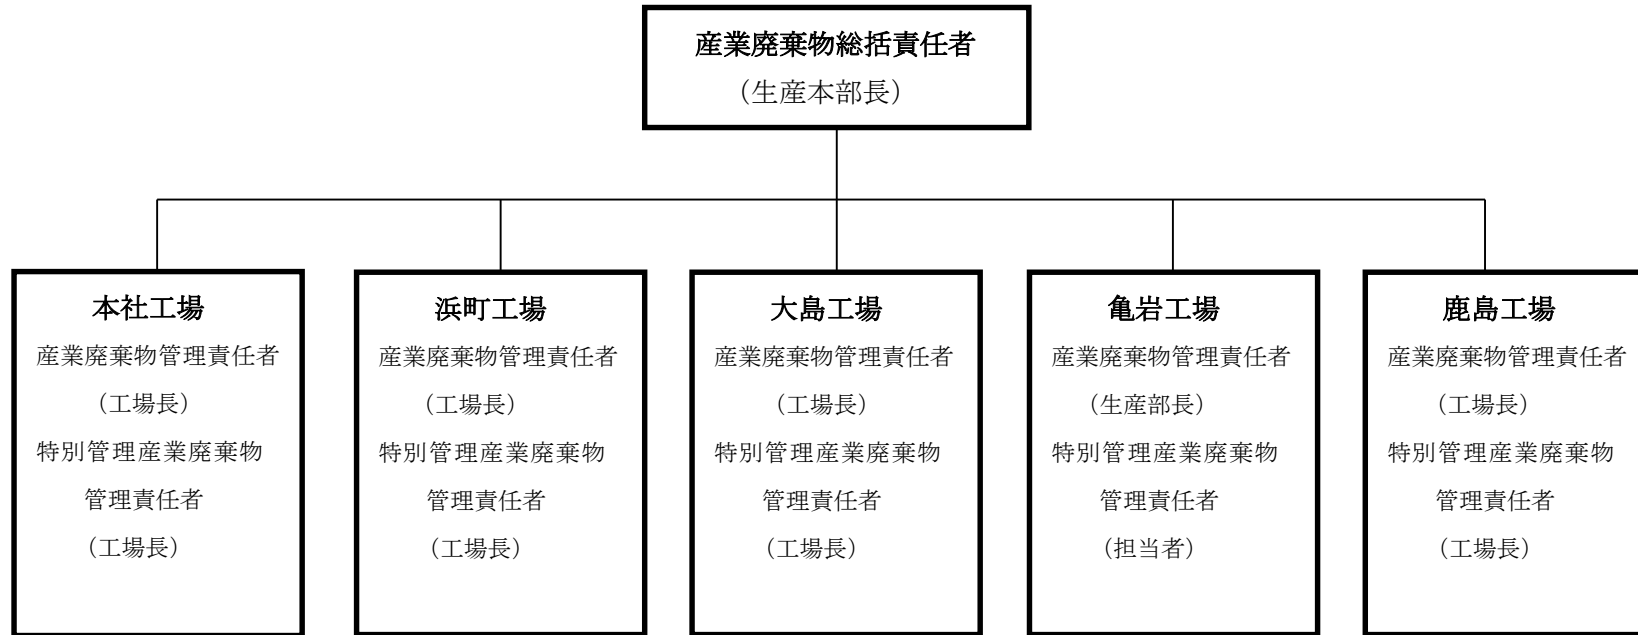 産業廃棄物総括責任者
（生産本部長）
本社工場
産業廃棄物管理責任者
（工場長）
特別管理産業廃棄物
管理責任者
（工場長）
浜町工場
産業廃棄物管理責任者
（工場長）
特別管理産業廃棄物
管理責任者
（工場長）
大島工場
産業廃棄物管理責任者
（工場長）
特別管理産業廃棄物
管理責任者
（工場長）
亀岩工場
産業廃棄物管理責任者
（生産部長）
特別管理産業廃棄物
管理責任者
（担当者）
鹿島工場
産業廃棄物管理責任者
（工場長）
特別管理産業廃棄物
管理責任者
（工場長）